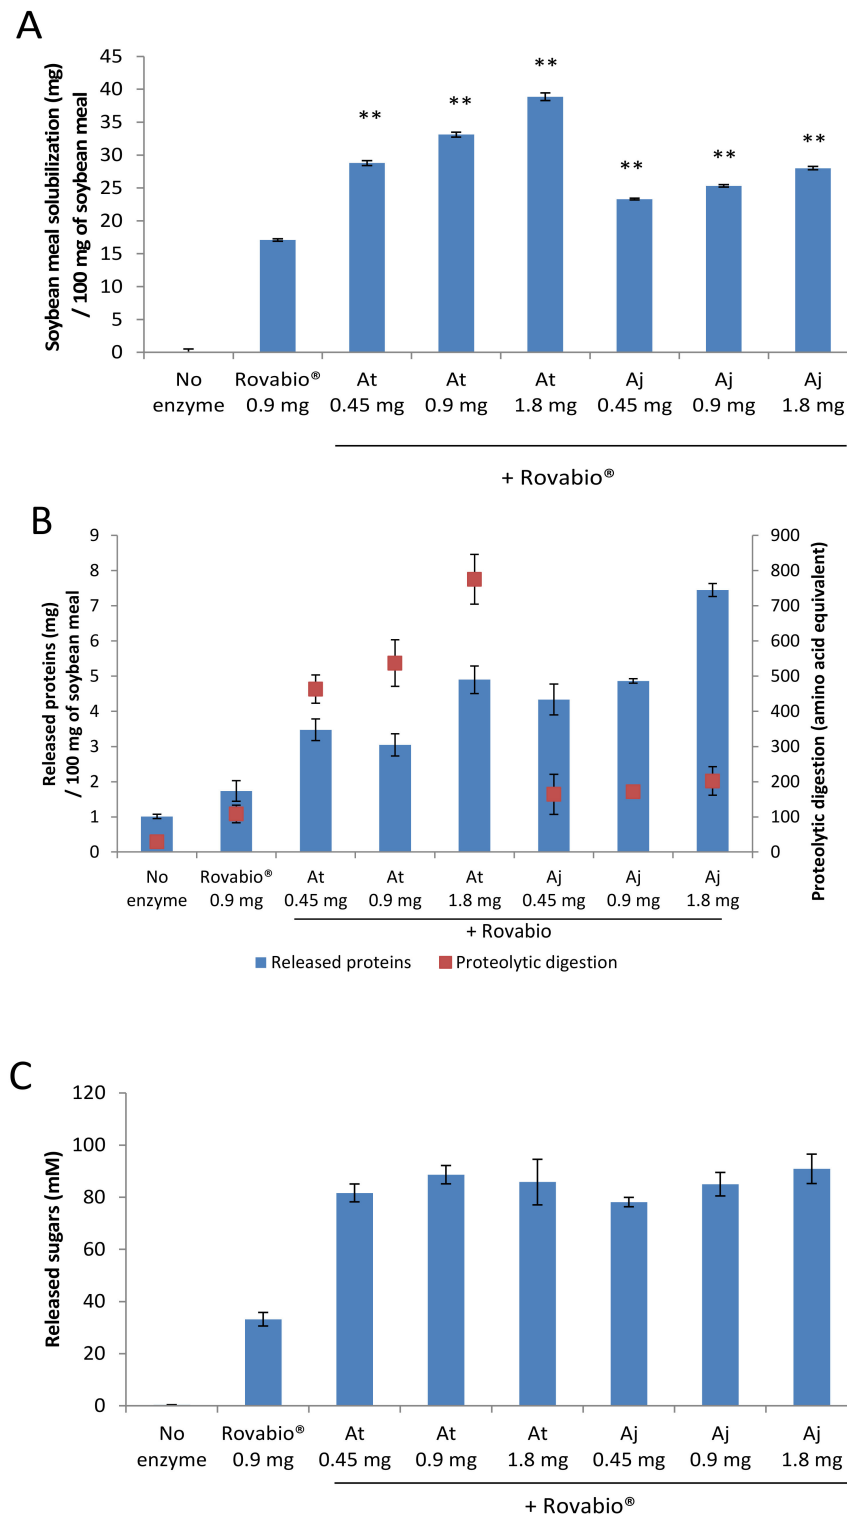 A
Soybean meal solubilization (mg)
/ 100 mg of soybean meal
45
40
35
30
25
20
15
10
5
0
**
**
**
**
**
**
No
enzyme
Rovabio®
0.9 mg
At
0.45 mg
At
0.9 mg
At
1.8 mg
Aj
0.45 mg
Aj
0.9 mg
Aj
1.8 mg
+ Rovabio®
B
Released proteins (mg)
/ 100 mg of soybean meal
9
8
7
6
5
4
3
2
1
0
900
800
700
600
500
400
300
200
100
0
Proteolytic digestion (amino acid equivalent)
No
enzyme
Rovabio®
0.9 mg
At
0.45 mg
At
0.9 mg
At
1.8 mg
Aj
0.45 mg
Aj
0.9 mg
Aj
1.8 mg
+ Rovabio
Released proteins
Proteolytic digestion
C
Released sugars (mM)
120
100
80
60
40
20
0
No
enzyme
Rovabio®
0.9 mg
At
0.45 mg
At
0.9 mg
At
1.8 mg
Aj
0.45 mg
Aj
0.9 mg
Aj
1.8 mg
+ Rovabio®